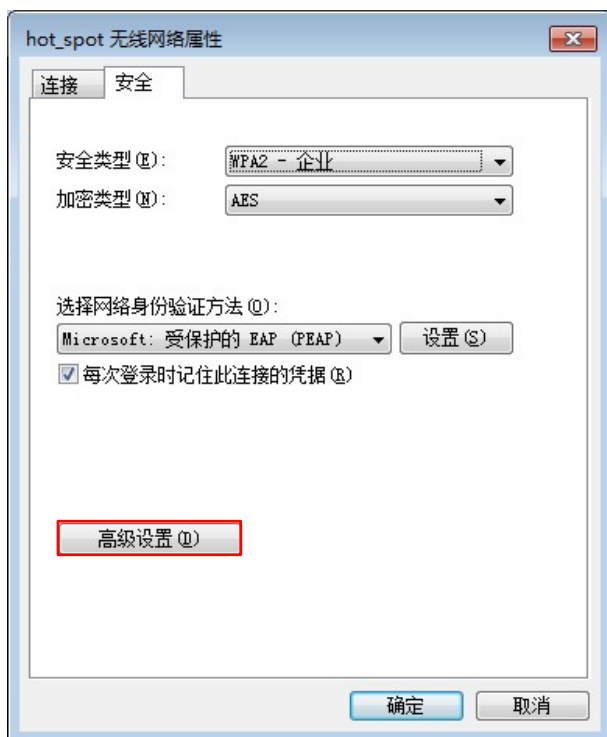 hot_spot 无线网络属性
连接 安全
安全类型(E): WPA2 - 企业
加密类型(N): AES
选择网络身份验证方法(O):
Microsoft: 受保护的 EAP (PEAP) 设置(S)
每次登录时记住此连接的凭据(R)
高级设置(D)
确定 取消